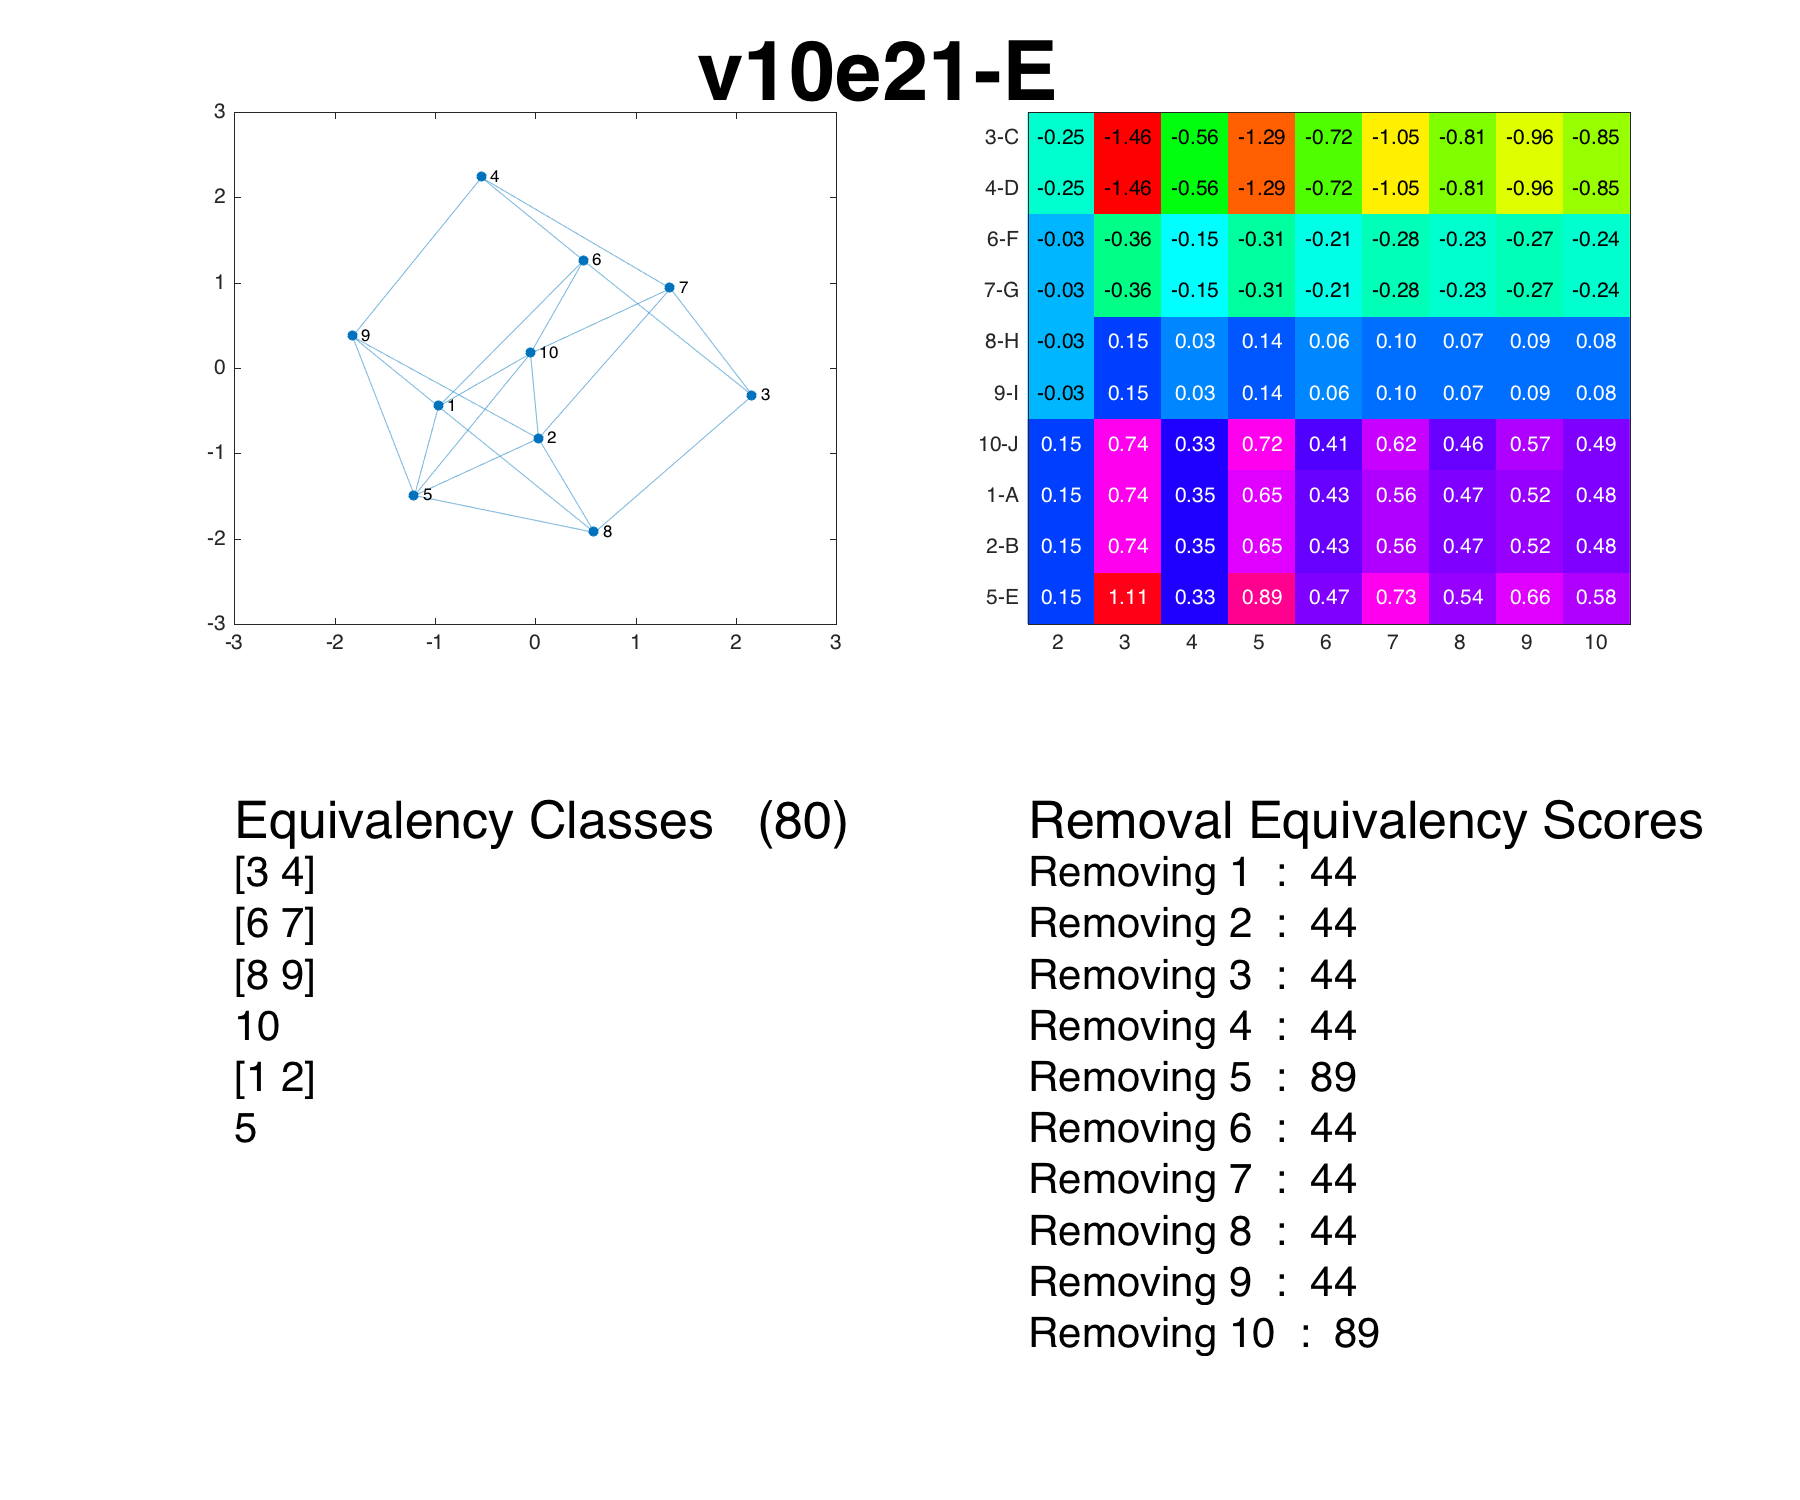 v10e21-E
3
2
1
0
-1
-2
-3
-3 -2 -1 0 1 2 3
4
6
7
9
10
3
1
2
5
8
3-C -0.25 -1.46 -0.56 -1.29 -0.72 -1.05 -0.81 -0.96 -0.85
4-D -0.25 -1.46 -0.56 -1.29 -0.72 -1.05 -0.81 -0.96 -0.85
6-F -0.03 -0.36 -0.15 -0.31 -0.21 -0.28 -0.23 -0.27 -0.24
7-G -0.03 -0.36 -0.15 -0.31 -0.21 -0.28 -0.23 -0.27 -0.24
8-H -0.03 0.15 0.03 0.14 0.06 0.10 0.07 0.09 0.08
9-I -0.03 0.15 0.03 0.14 0.06 0.10 0.07 0.09 0.08
10-J 0.15 0.74 0.33 0.72 0.41 0.62 0.46 0.57 0.49
1-A 0.15 0.74 0.35 0.65 0.43 0.56 0.47 0.52 0.48
2-B 0.15 0.74 0.35 0.65 0.43 0.56 0.47 0.52 0.48
5-E 0.15 1.11 0.33 0.89 0.47 0.73 0.54 0.66 0.58
2 3 4 5 6 7 8 9 10
Equivalency Classes (80)
[3 4]
[6 7]
[8 9]
10
[1 2]
5
Removal Equivalency Scores
Removing 1 : 44
Removing 2 : 44
Removing 3 : 44
Removing 4 : 44
Removing 5 : 89
Removing 6 : 44
Removing 7 : 44
Removing 8 : 44
Removing 9 : 44
Removing 10 : 89